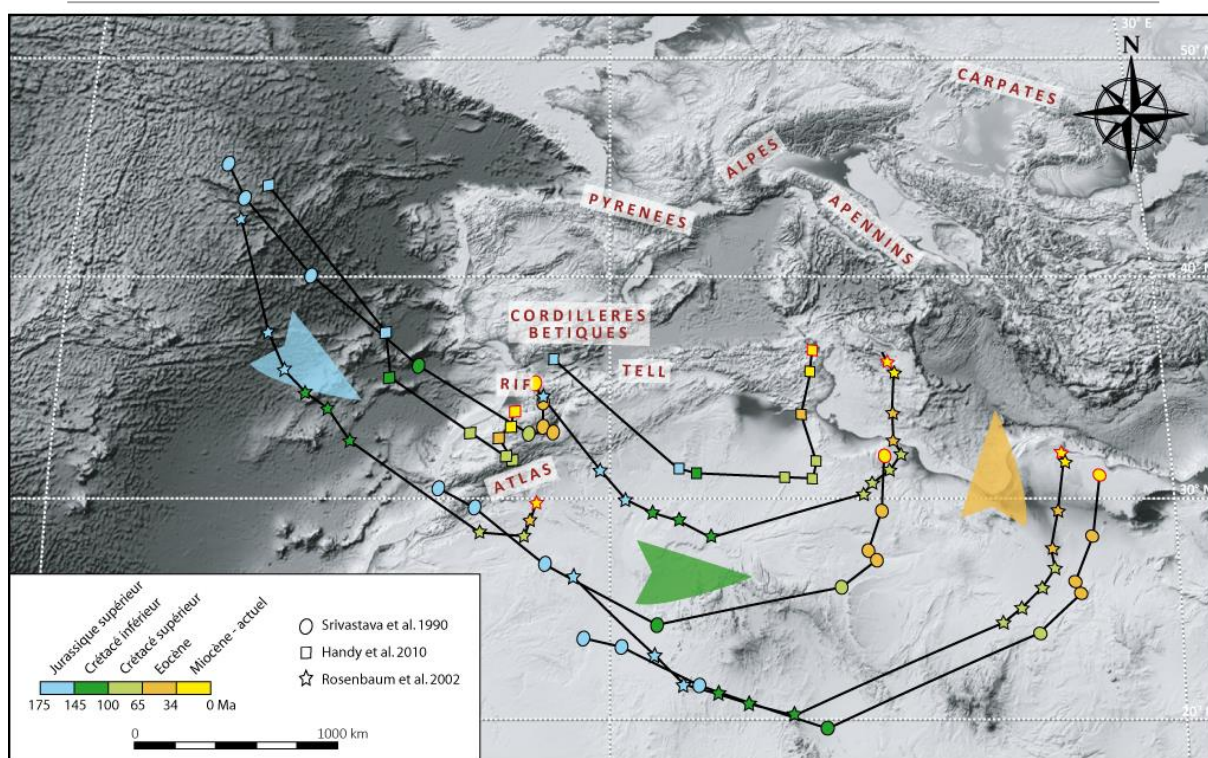 30° E
N
50° N
CARPATES
ALPES
PYRENEES
APENNINS
40° N
CORDILLERES
BETIQUES
TELL
RIF
ATLAS
30° N
20° N
Jurassique supérieur
Crétacé inférieur
Crétacé supérieur
Eocène
Miocène - actuel
175 145 100 65 34 0 Ma
Srivastava et al. 1990
Handy et al. 2010
Rosenbaum et al. 2002
0 1000 km